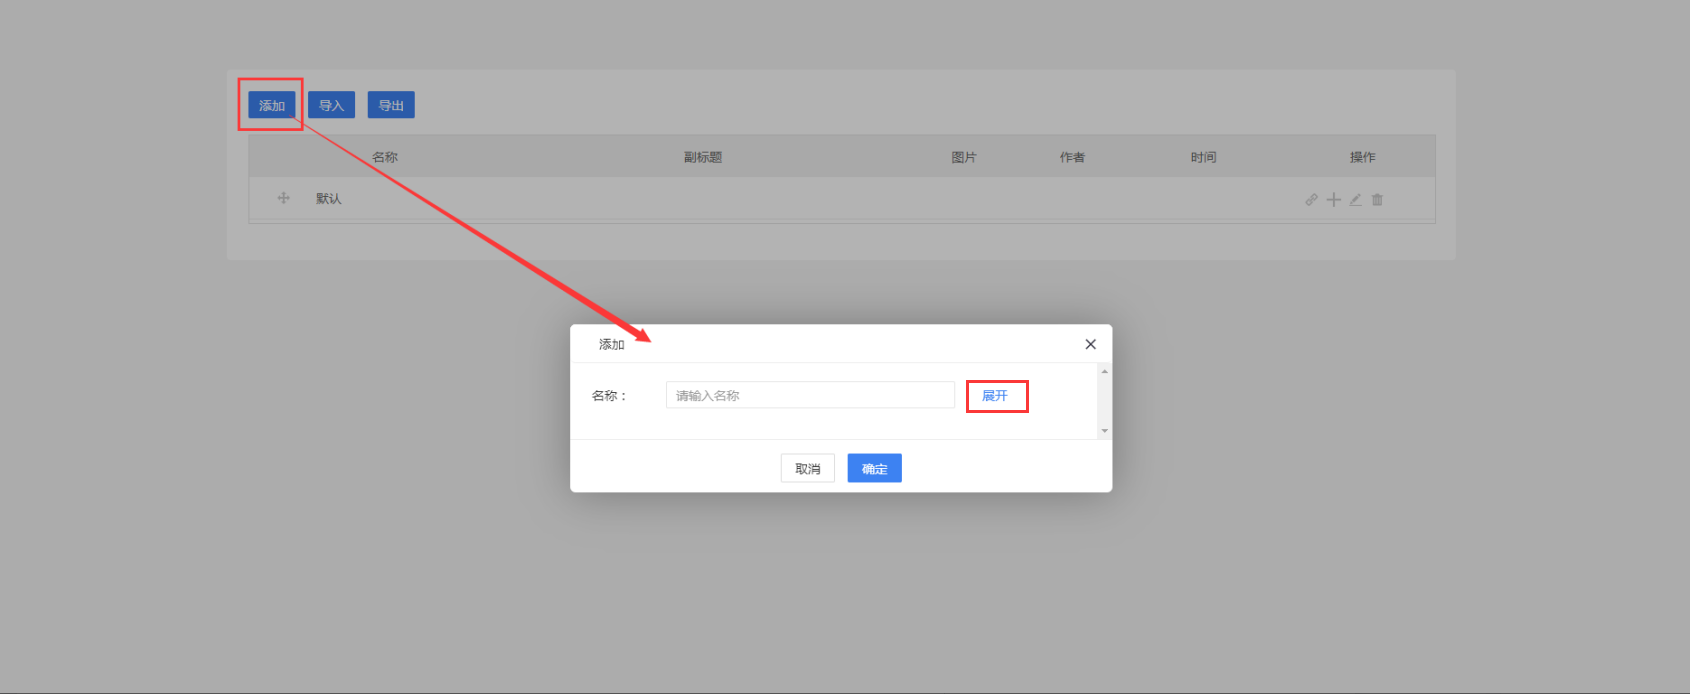 添加 导入 导出
名称 副标题 图片 作者 时间 操作
默认
添加
名称： 请输入名称 展开
取消 确定